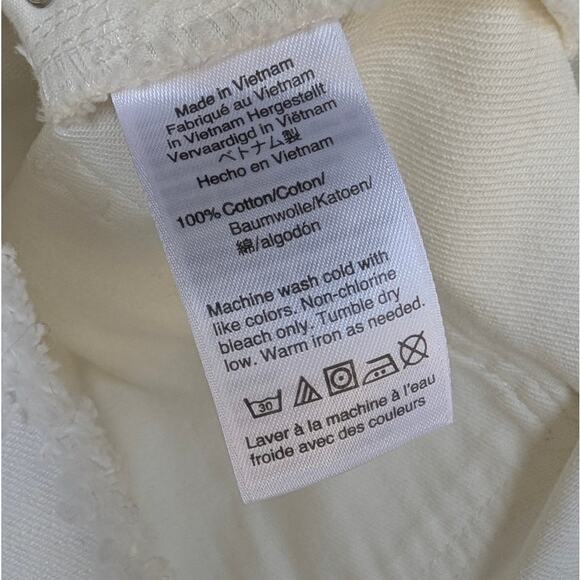 Made in Vietnam
Fabriqué au Vietnam
in Vietnam Hergestellt
Vervaardigd in Viëtnam
ベトナム製
Hecho en Vietnam
100% Cotton/Coton/
Baumwolle/Katoen/
綿/algodón
Machine wash cold with
like colors. Non-chlorine
bleach only. Tumble dry
low. Warm iron as needed.
30
Laver à la machine à l'eau
froide avec des couleurs